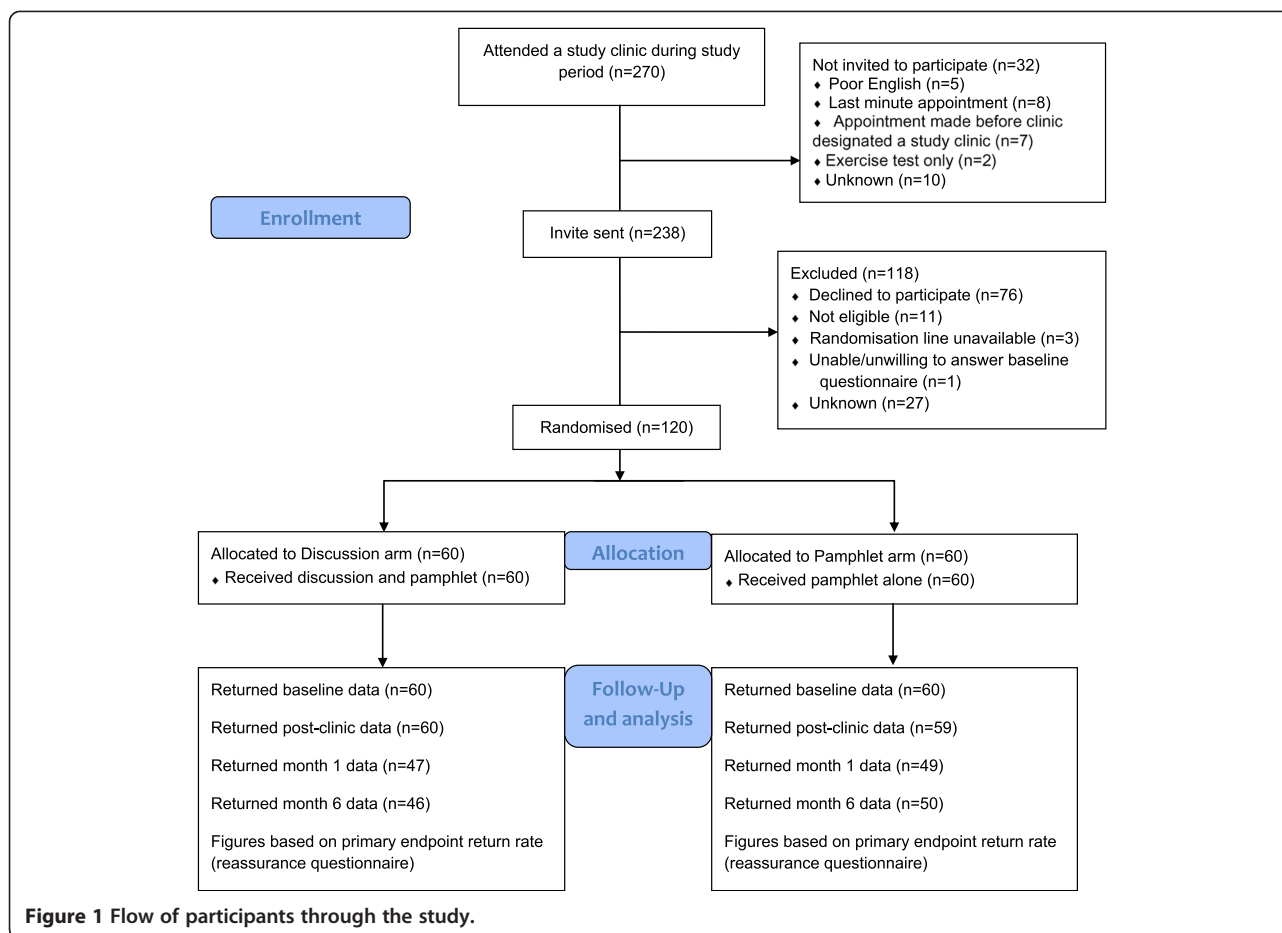 Attended a study clinic during study
period (n=270)
Not invited to participate (n=32)
♦ Poor English (n=5)
♦ Last minute appointment (n=8)
♦ Appointment made before clinic
designated a study clinic (n=7)
♦ Exercise test only (n=2)
♦ Unknown (n=10)
Enrollment
Invite sent (n=238)
Excluded (n=118)
♦ Declined to participate (n=76)
♦ Not eligible (n=11)
♦ Randomisation line unavailable (n=3)
♦ Unable/unwilling to answer baseline
questionnaire (n=1)
♦ Unknown (n=27)
Randomised (n=120)
Allocated to Discussion arm (n=60)
♦ Received discussion and pamphlet (n=60)
Allocation
Allocated to Pamphlet arm (n=60)
♦ Received pamphlet alone (n=60)
Returned baseline data (n=60)
Returned post-clinic data (n=60)
Returned month 1 data (n=47)
Returned month 6 data (n=46)
Figures based on primary endpoint return rate
(reassurance questionnaire)
Follow-Up
and analysis
Returned baseline data (n=60)
Returned post-clinic data (n=59)
Returned month 1 data (n=49)
Returned month 6 data (n=50)
Figures based on primary endpoint return rate
(reassurance questionnaire)
Figure 1 Flow of participants through the study.